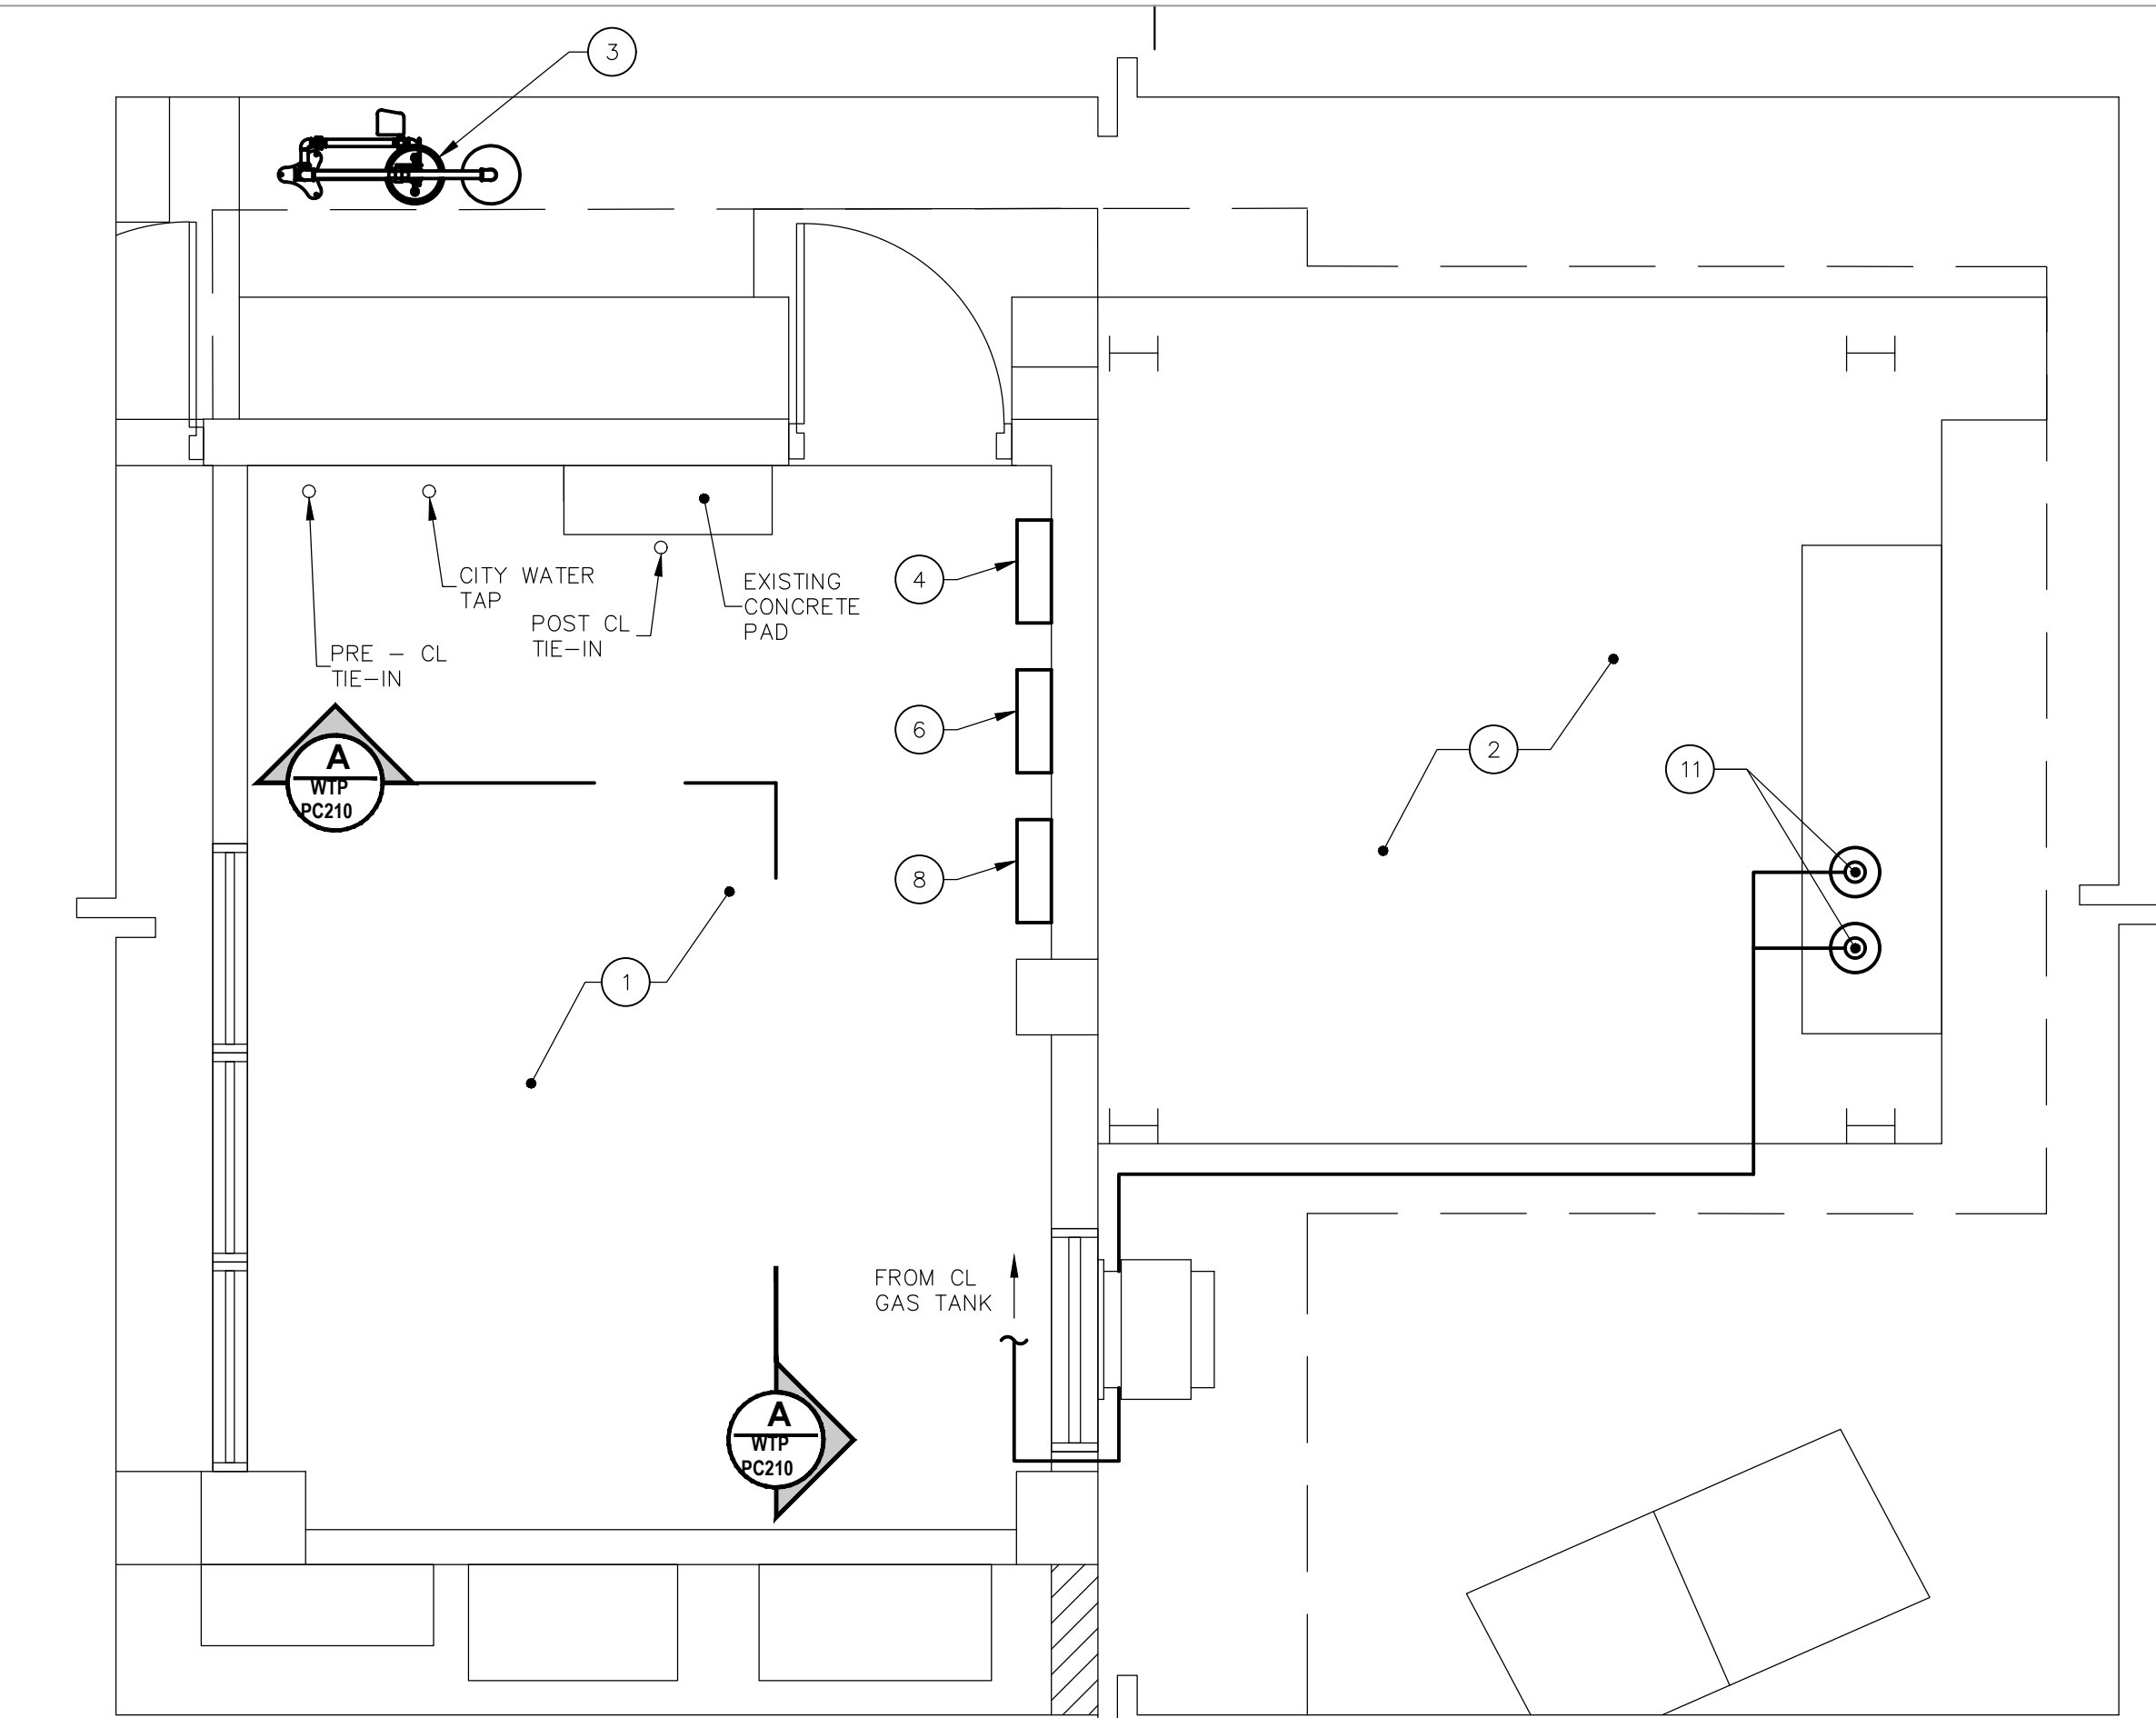 3
CITY WATER
TAP
POST CL
TIE-IN
EXISTING
CONCRETE
PAD
4
PRE - CL
TIE-IN
6
A
WTP
PC210
2
11
8
1
FROM CL
GAS TANK
A
WTP
PC210